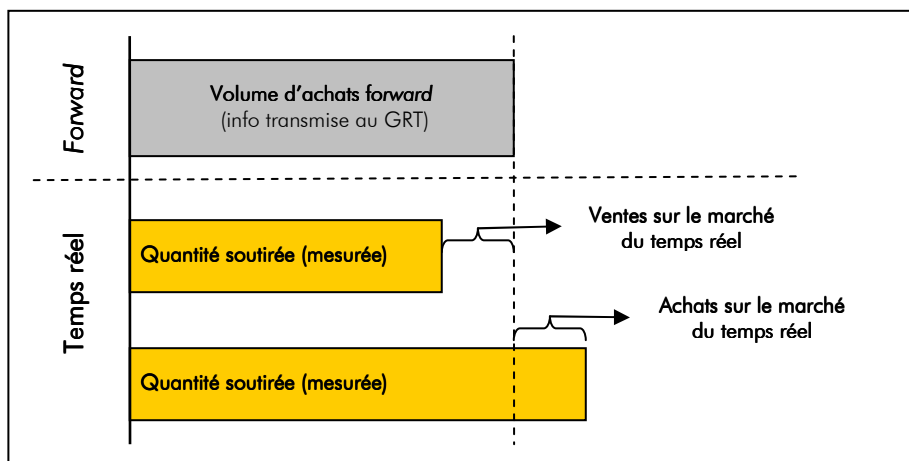 Forward
Volume d'achats forward
(info transmise au GRT)
Temps réel
Quantité soutirée (mesurée)
Ventes sur le marché
du temps réel
Achats sur le marché
du temps réel
Quantité soutirée (mesurée)